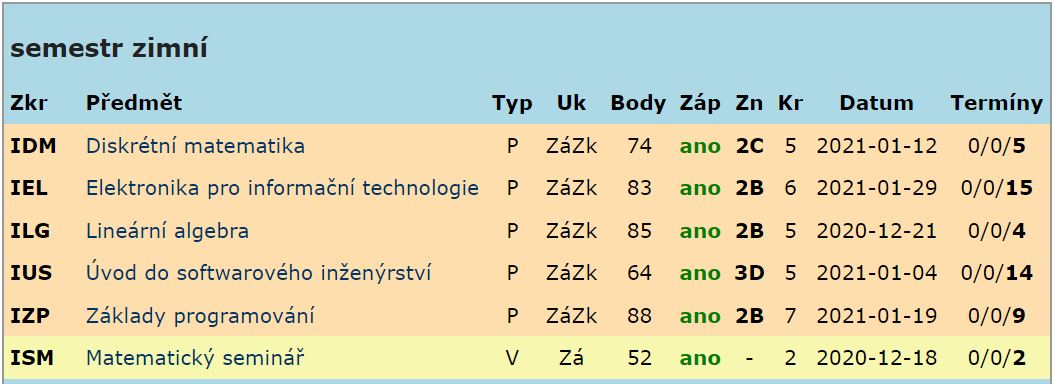 semestr zimní
Zkr Předmět Typ Uk Body Záp Zn Kr Datum Termíny
IDM Diskrétní matematika P ZáZk 74 ano 2C 5 2021-01-12 0/0/5
IEL Elektronika pro informační technologie P ZáZk 83 ano 2B 6 2021-01-29 0/0/15
ILG Lineární algebra P ZáZk 85 ano 2B 5 2020-12-21 0/0/4
IUS Úvod do softwarového inženýrství P ZáZk 64 ano 3D 5 2021-01-04 0/0/14
IZP Základy programování P ZáZk 88 ano 2B 7 2021-01-19 0/0/9
ISM Matematický seminář V Zá 52 ano - 2 2020-12-18 0/0/2